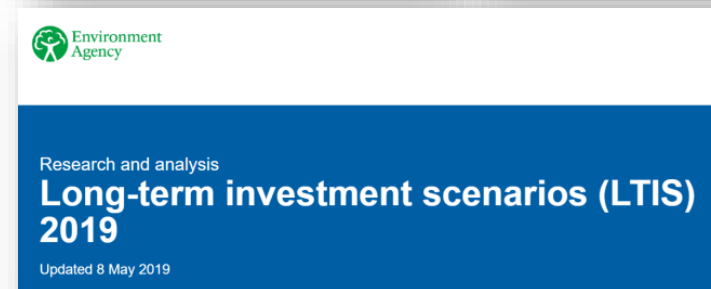 Environment
Agency
Research and analysis
Long-term investment scenarios (LTIS)
2019
Updated 8 May 2019